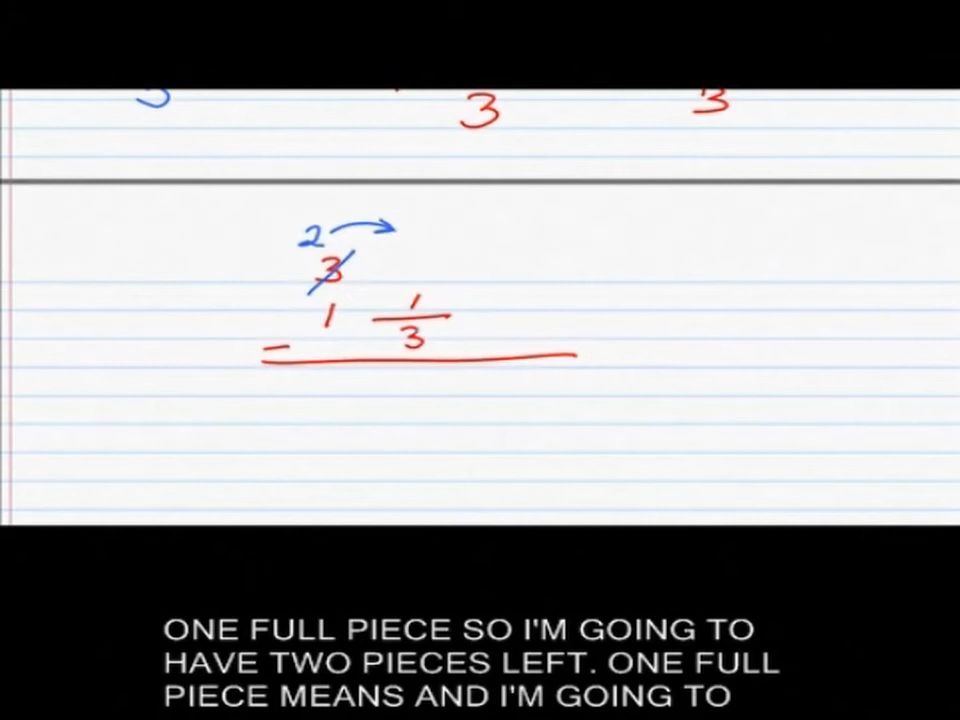 3 3
2
3
1 1/3
−
ONE FULL PIECE SO I'M GOING TO
HAVE TWO PIECES LEFT. ONE FULL
PIECE MEANS AND I'M GOING TO